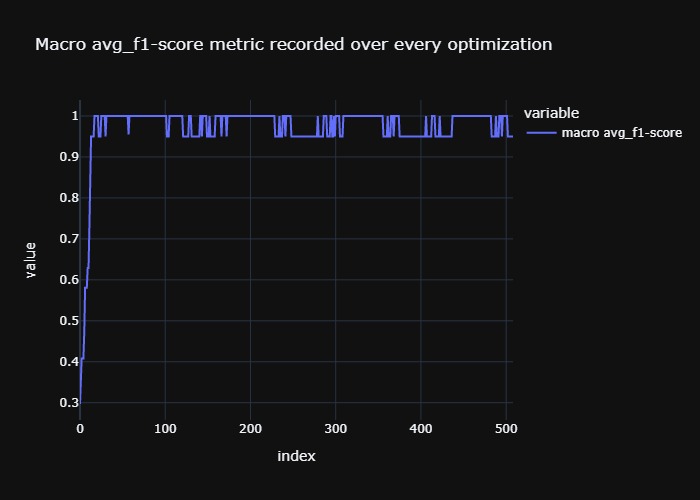 Macro avg_f1-score metric recorded over every optimization
variable
macro avg_f1-score
value
1
0.9
0.8
0.7
0.6
0.5
0.4
0.3
0
100
200
300
400
500
index